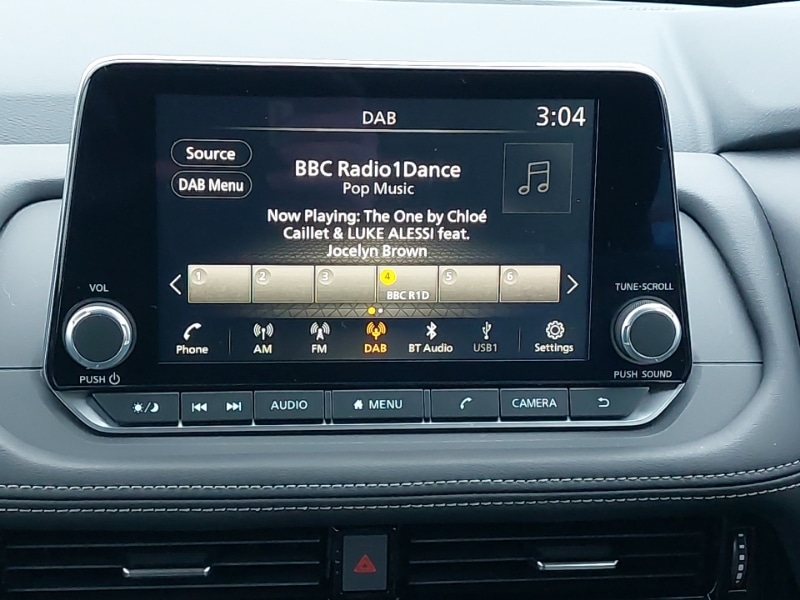 DAB
3:04
Source
DAB Menu
BBC Radio1Dance
Pop Music
Now Playing: The One by Chloé
Caillet & LUKE ALESSI feat.
Jocelyn Brown
1 2 3 4 5 6
BBC R1D
VOL
PUSH
TUNE·SCROLL
PUSH SOUND
Phone AM FM DAB BT Audio USB1 Settings
AUDIO MENU CAMERA